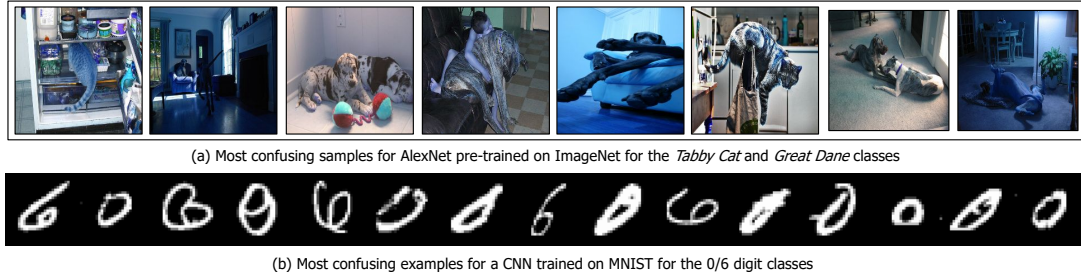 (a) Most confusing samples for AlexNet pre-trained on ImageNet for the Tabby Cat and Great Dane classes
(b) Most confusing examples for a CNN trained on MNIST for the 0/6 digit classes